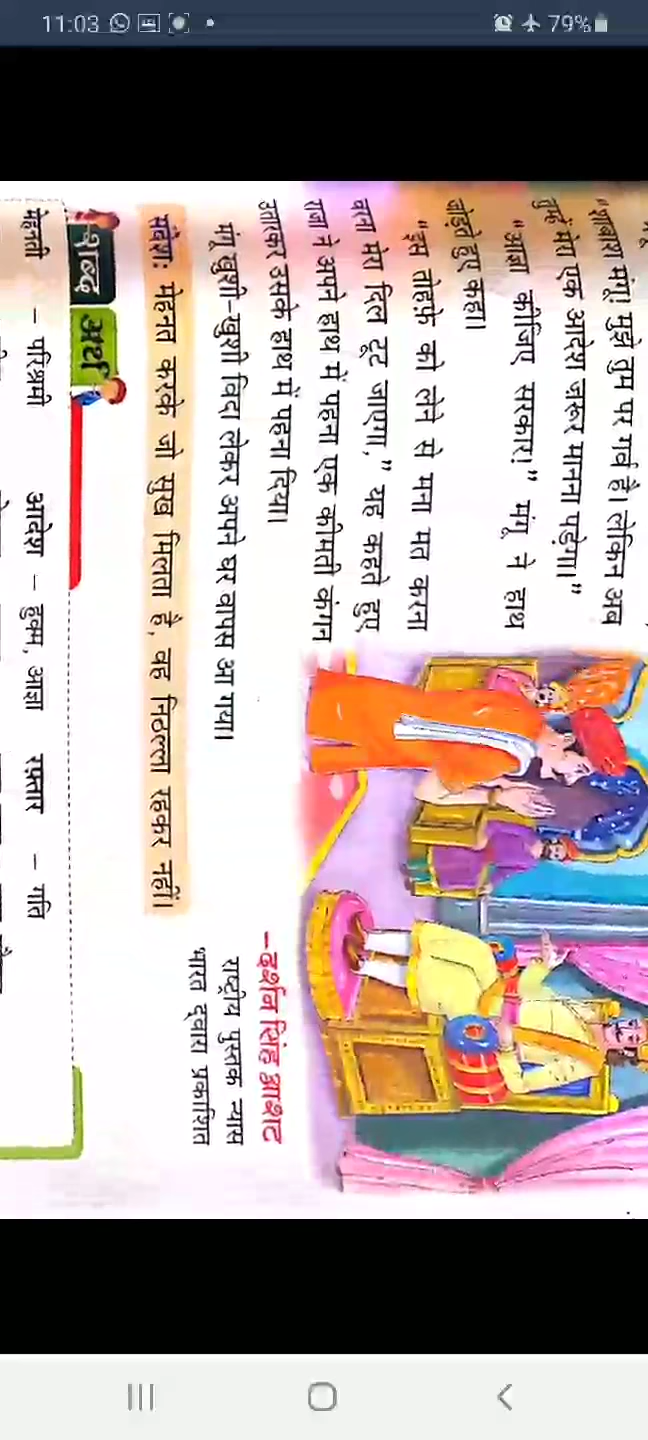 11:03
79%
"शाबाश मंगू! मुझे तुम पर गर्व है। लेकिन अब
तुम्हें मेरा एक आदेश जरूर मानना पड़ेगा।"
"आज्ञा कीजिए सरकार!" मंगू ने हाथ
जोड़ते हुए कहा।
"इस तोहफ़े को लेने से मना मत करना
वरना मेरा दिल टूट जाएगा," यह कहते हुए
राजा ने अपने हाथ में पहना एक कीमती कंगन
उतारकर उसके हाथ में पहना दिया।
मंगू खुशी-खुशी विदा लेकर अपने घर वापस आ गया।
–दर्शन सिंह आशट
राष्ट्रीय पुस्तक न्यास
भारत द्वारा प्रकाशित
संदेश: मेहनत करके जो सुख मिलता है, वह निठल्ला रहकर नहीं।
शब्द अर्थ
मेहनती – परिश्रमी आदेश – हुक्म, आज्ञा रफ़्तार – गति